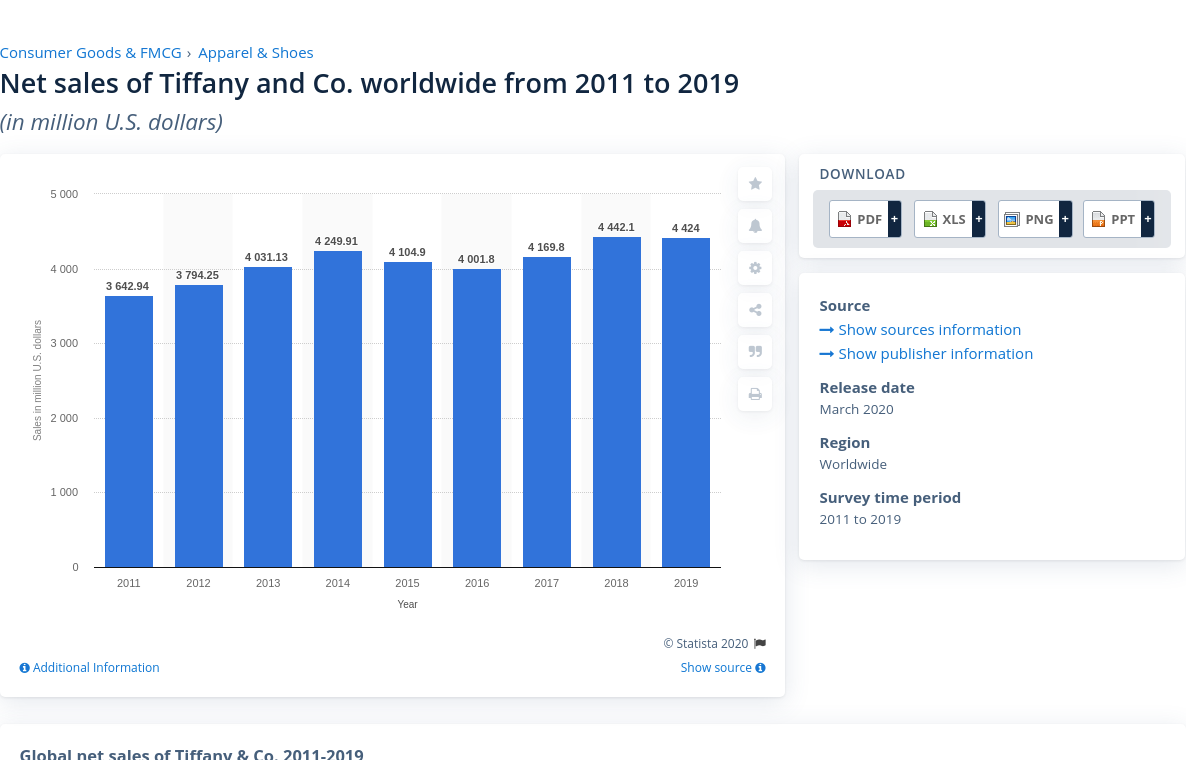 Consumer Goods & FMCG › Apparel & Shoes
Net sales of Tiffany and Co. worldwide from 2011 to 2019
(in million U.S. dollars)
5 000
4 000
3 000
2 000
1 000
0
Sales in million U.S. dollars
3 642.94
3 794.25
4 031.13
4 249.91
4 104.9
4 001.8
4 169.8
4 442.1
4 424
2011 2012 2013 2014 2015 2016 2017 2018 2019
Year
© Statista 2020
Additional Information
Show source
DOWNLOAD
PDF + XLS + PNG + PPT +
Source
Show sources information
Show publisher information
Release date
March 2020
Region
Worldwide
Survey time period
2011 to 2019
Global net sales of Tiffany & Co. 2011-2019